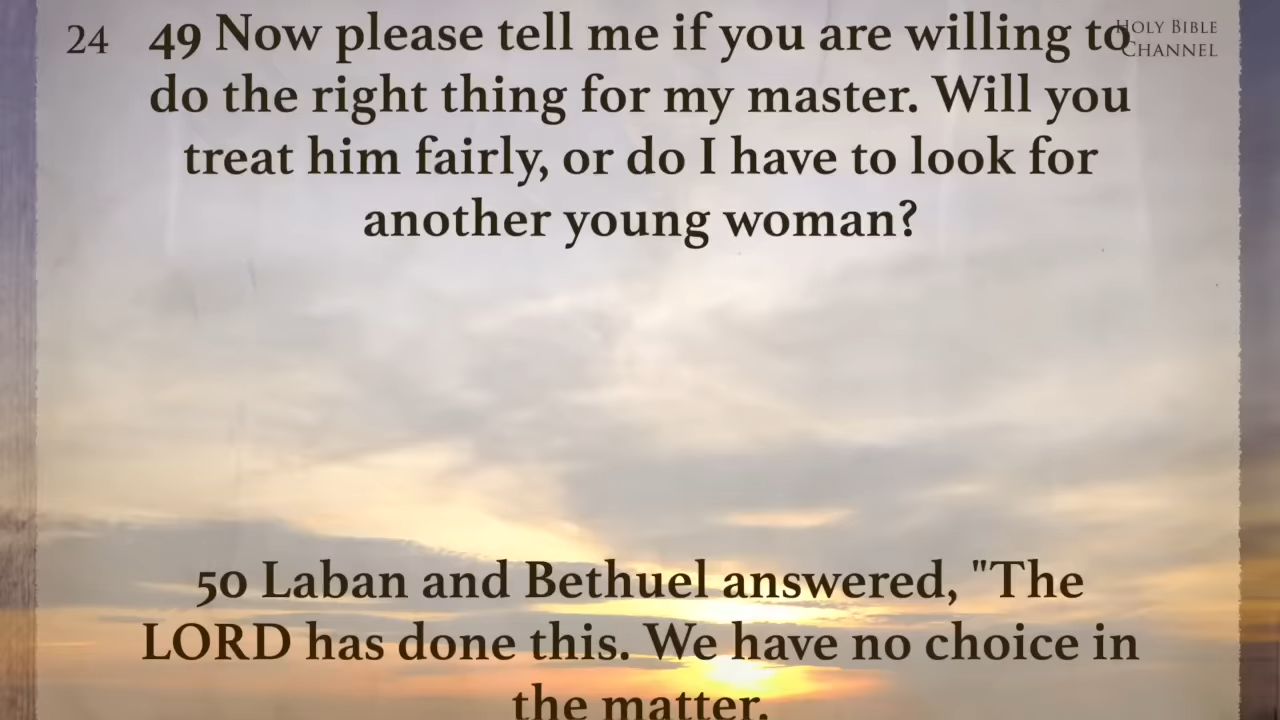 24
49 Now please tell me if you are willing to
do the right thing for my master. Will you
treat him fairly, or do I have to look for
another young woman?
HOLY BIBLE
CHANNEL
50 Laban and Bethuel answered, "The
LORD has done this. We have no choice in
the matter.